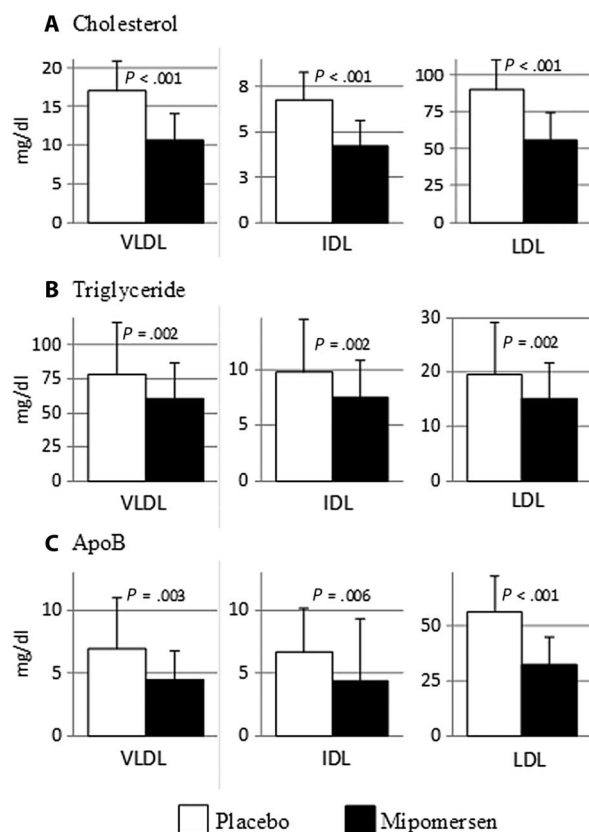 A Cholesterol
mg/dl
20
15
10
5
0
P < .001
VLDL
8
5
3
0
P < .001
IDL
100
75
50
25
0
P < .001
LDL
B Triglyceride
mg/dl
100
75
50
25
0
P = .002
VLDL
10
5
0
P = .002
IDL
30
20
10
0
P = .002
LDL
C ApoB
mg/dl
10
5
0
P = .003
VLDL
10
5
0
P = .006
IDL
50
25
0
P < .001
LDL
Placebo Mipomersen